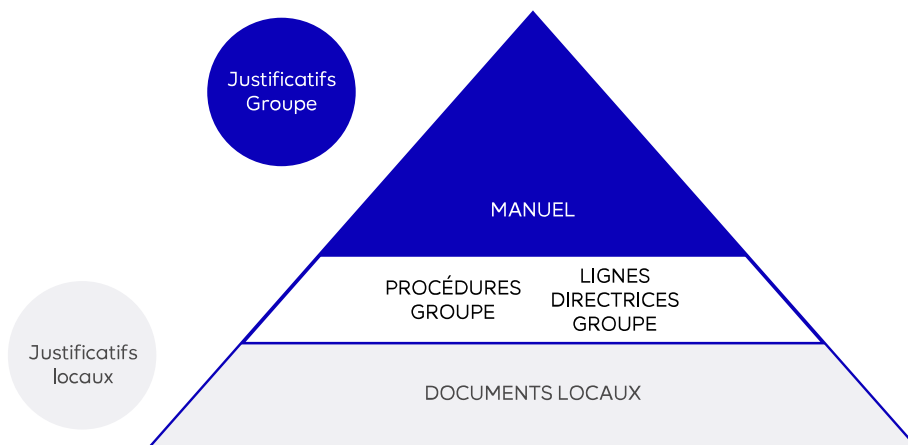 Justificatifs
Groupe
MANUEL
PROCÉDURES
GROUPE
LIGNES
DIRECTRICES
GROUPE
Justificatifs
locaux
DOCUMENTS LOCAUX